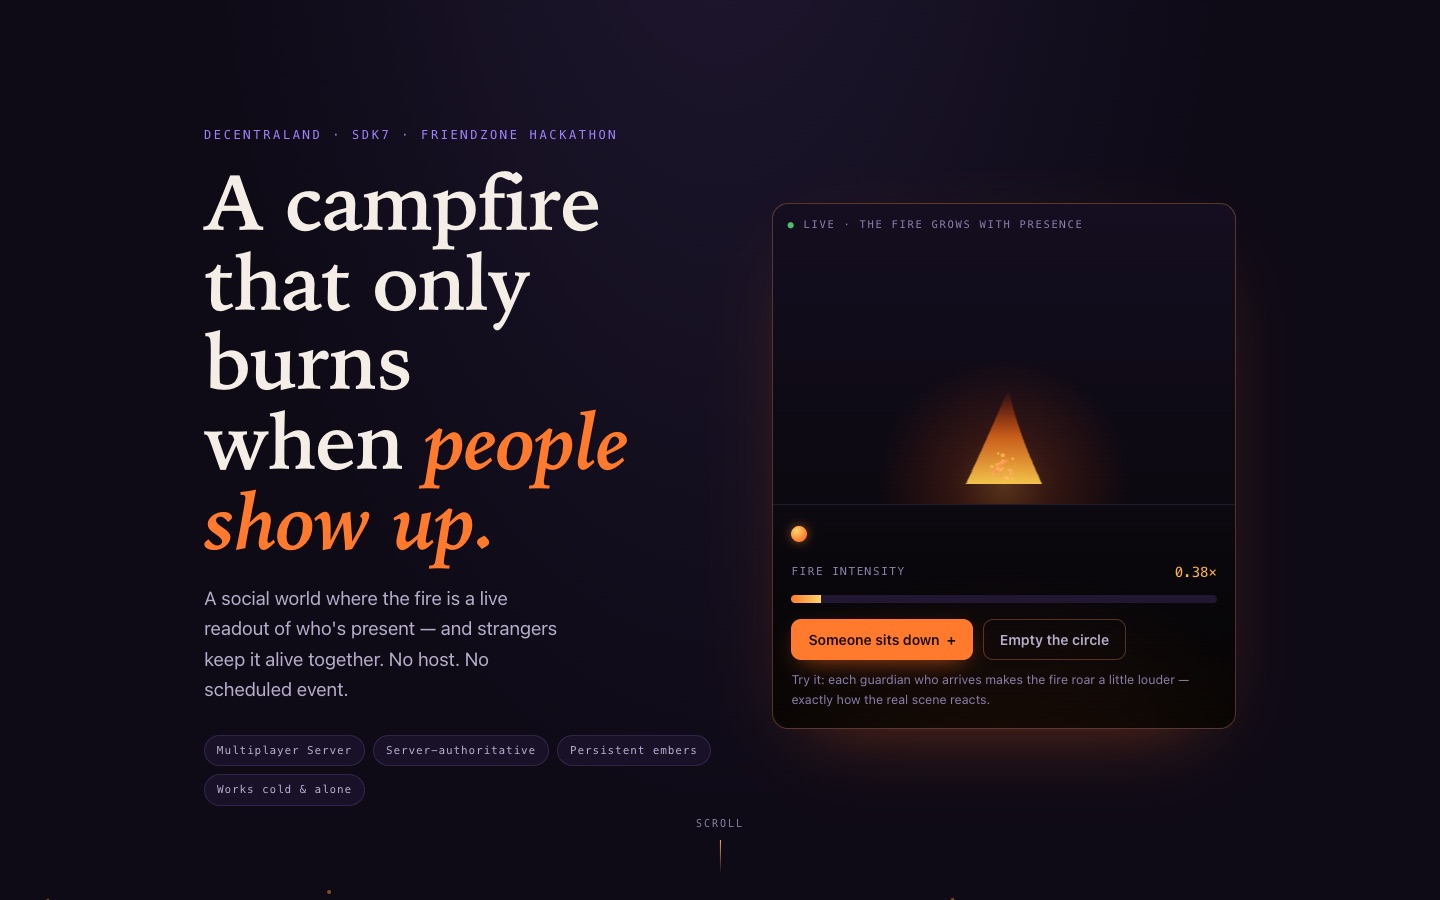 DECENTRALAND · SDK7 · FRIENDZONE HACKATHON
A campfire
that only
burns
when people
show up.
A social world where the fire is a live
readout of who's present — and strangers
keep it alive together. No host. No
scheduled event.
Multiplayer Server
Server-authoritative
Persistent embers
Works cold & alone
LIVE · THE FIRE GROWS WITH PRESENCE
FIRE INTENSITY
0.38×
Someone sits down +
Empty the circle
Try it: each guardian who arrives makes the fire roar a little louder —
exactly how the real scene reacts.
SCROLL